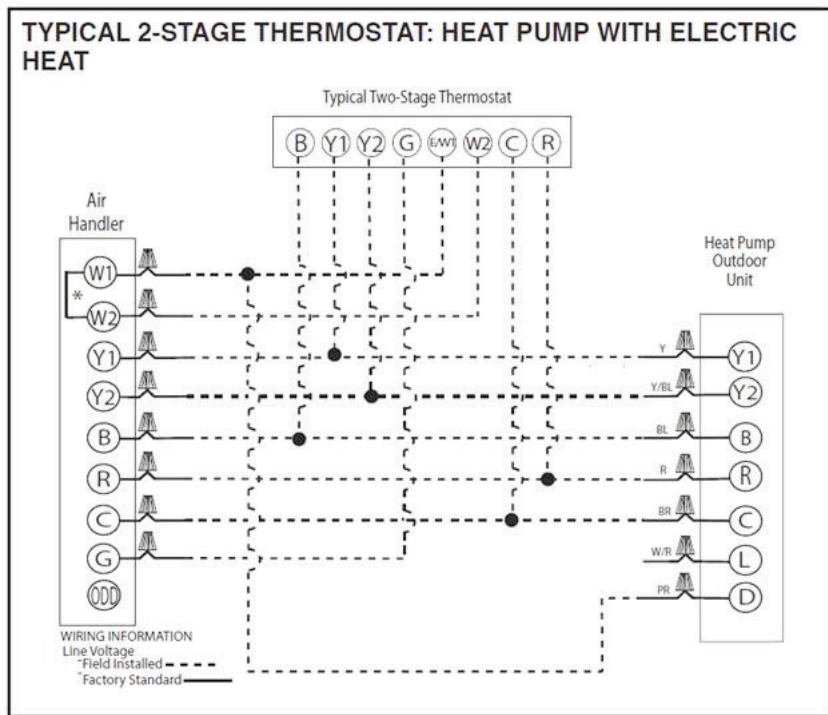 TYPICAL 2-STAGE THERMOSTAT: HEAT PUMP WITH ELECTRIC
HEAT
Typical Two-Stage Thermostat
B Y1 Y2 G E/W1 W2 C R
Air
Handler
W1
*
W2
Y1
Y2
B
R
C
G
ODD
Heat Pump
Outdoor
Unit
Y Y1
Y/BL Y2
BL B
R R
BR C
W/R L
PR D
WIRING INFORMATION
Line Voltage
"Field Installed
"Factory Standard